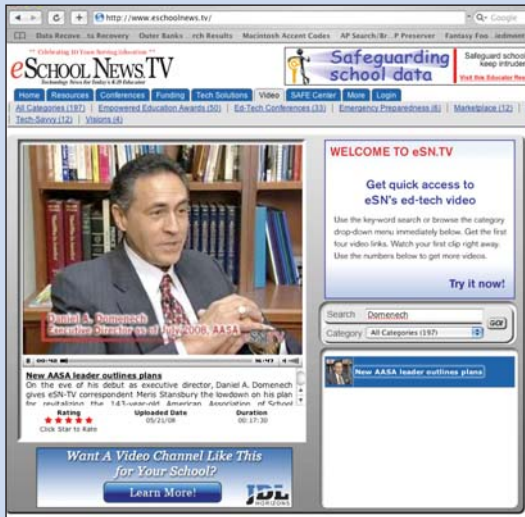 http://www.eschoolnews.tv/
Google
Data Recove...ta Recovery Outer Banks ...rch Results Macintosh Accent Codes AP Search/Br...P Preserver Fantasy Foo...
** Celebrating 10 Years Serving Education **
eSCHOOL NEWS.TV
Technology News for Today's K-20 Educator
Safeguarding
school data
Safeguard school
keep intruders
Visit this Educator Res
Home Resources Conferences Funding Tech Solutions Video SAFE Center More Login
All Categories (197) | Empowered Education Awards (50) | Ed-Tech Conferences (33) | Emergency Preparedness (6) | Marketplace (12) |
Tech-Savvy (12) | Visions (4)
Daniel A. Domenech
Executive Director as of July 2008, AASA
00:42
16:47
New AASA leader outlines plans
On the eve of his debut as executive director, Daniel A. Domenech
gives eSN-TV correspondent Meris Stansbury the lowdown on his plan
for revitalizing the 143-year-old American Association of School
Rating Uploaded Date Duration
05/21/08 00:17:30
Click Star to Rate
Want A Video Channel Like This
for Your School?
Learn More!
JDL
HORIZONS
WELCOME TO eSN.TV
Get quick access to
eSN's ed-tech video
Use the key-word search or browse the category
drop-down menu immediately below. Get the first
four video links. Watch your first clip right away.
Use the numbers below to get more videos.
Try it now!
Search Domenech
GO!
Category All Categories (197)
New AASA leader outlines plans